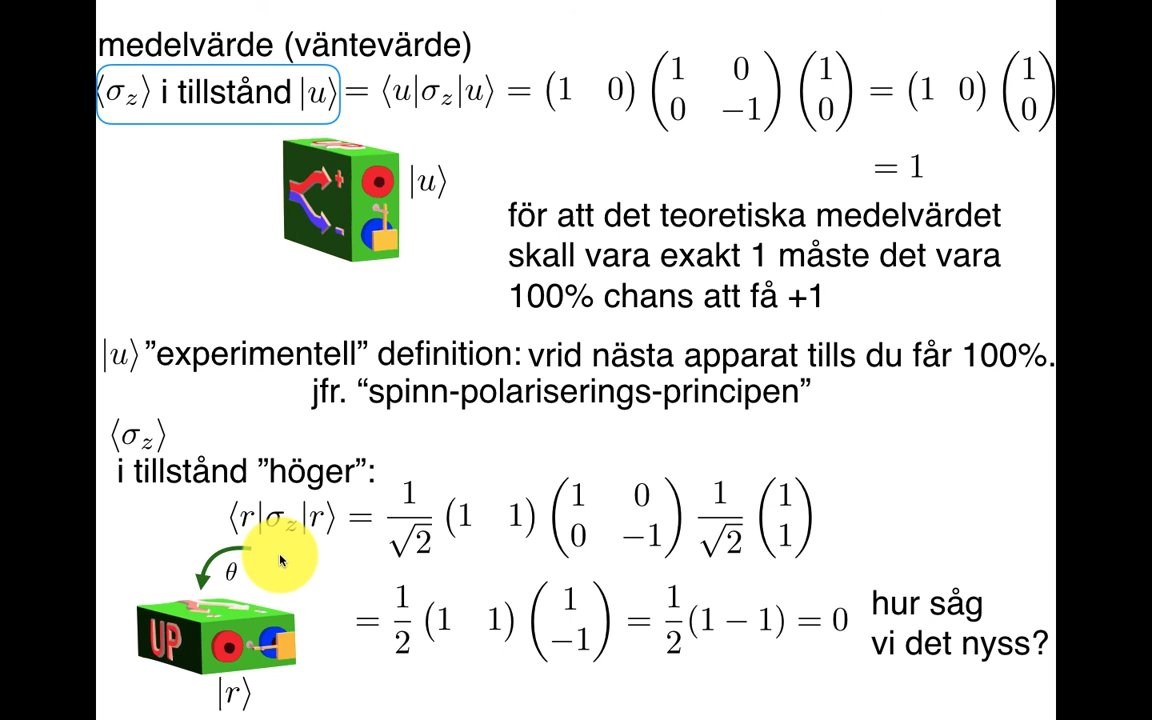 medelvärde (väntevärde)
⟨σ_z⟩ i tillstånd |u⟩ = ⟨u|σ_z|u⟩ = (1 0) (1 0; 0 −1) (1; 0) = (1 0) (1; 0)
= 1
+
-
|u⟩
för att det teoretiska medelvärdet
skall vara exakt 1 måste det vara
100% chans att få +1
|u⟩ ”experimentell” definition: vrid nästa apparat tills du får 100%.
jfr. “spinn-polariserings-principen”
⟨σ_z⟩
i tillstånd ”höger”:
⟨r|σ_z|r⟩ = 1/√2 (1 1) (1 0; 0 −1) 1/√2 (1; 1)
θ
= 1/2 (1 1) (1; −1) = 1/2 (1 − 1) = 0
hur såg
vi det nyss?
UP
|r⟩